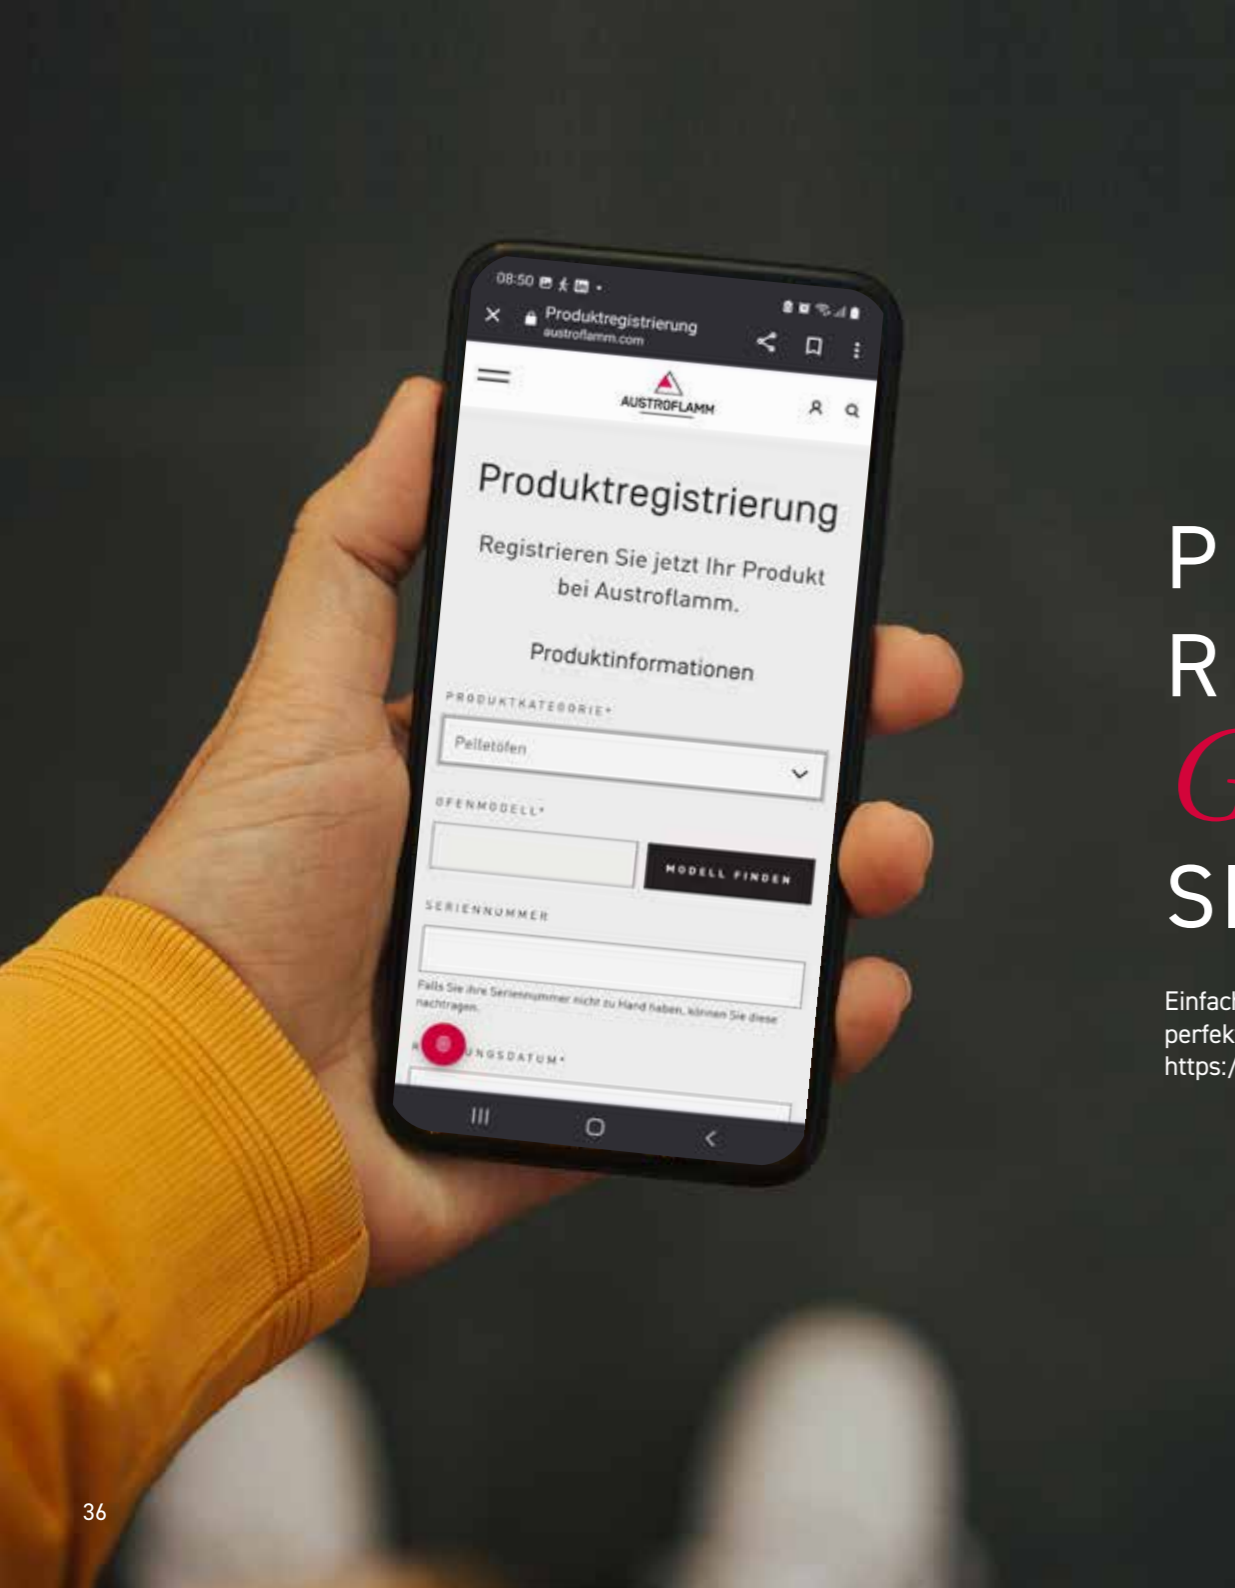 08:50
Produktregistrierung
austroflamm.com
AUSTROFLAMM
Produktregistrierung
Registrieren Sie jetzt Ihr Produkt
bei Austroflamm.
Produktinformationen
PRODUKTKATEGORIE*
Pelletöfen
OFENMODELL*
MODELL FINDEN
SERIENNUMMER
Falls Sie ihre Seriennummer nicht zu Hand haben, können Sie diese
nachtragen.
UNGSDATUM*
P
R
G
Einfach
perfek
https:/
36